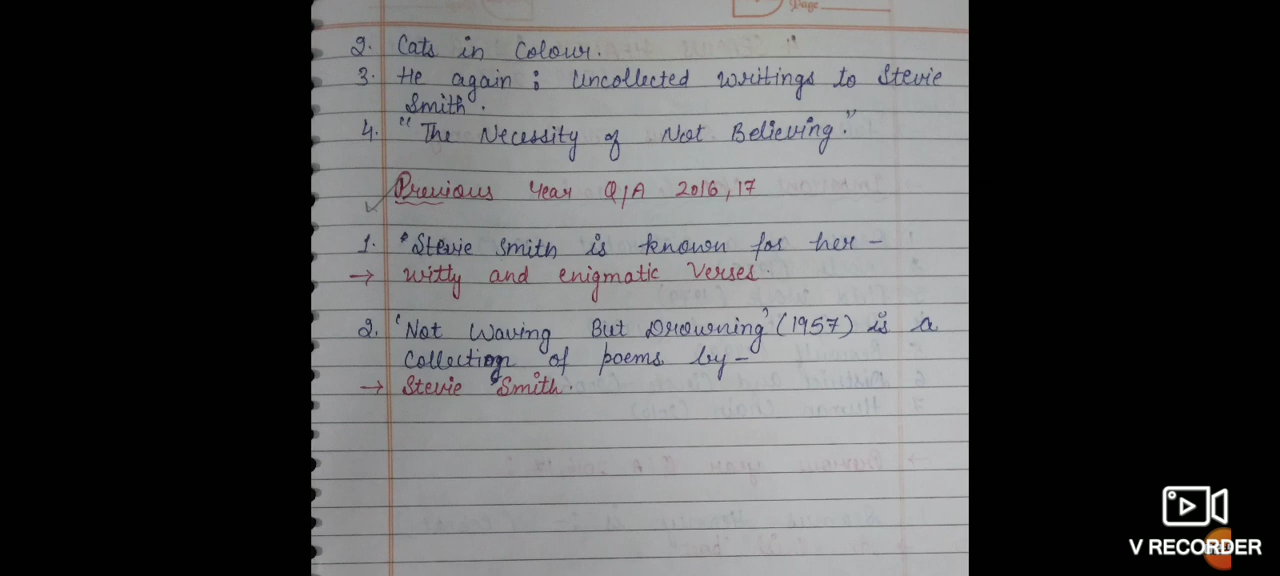 Page
2. Cats in Colour.
3. He again : Uncollected writings to Stevie
Smith.
4. "The Necessity of Not Believing."
Previous Year Q/A 2016, 17
1. Stevie Smith is known for her -
→ witty and enigmatic Verses.
2. 'Not Waving But Drowning' (1957) is a
collection of poems by -
→ Stevie Smith.
V RECORDER